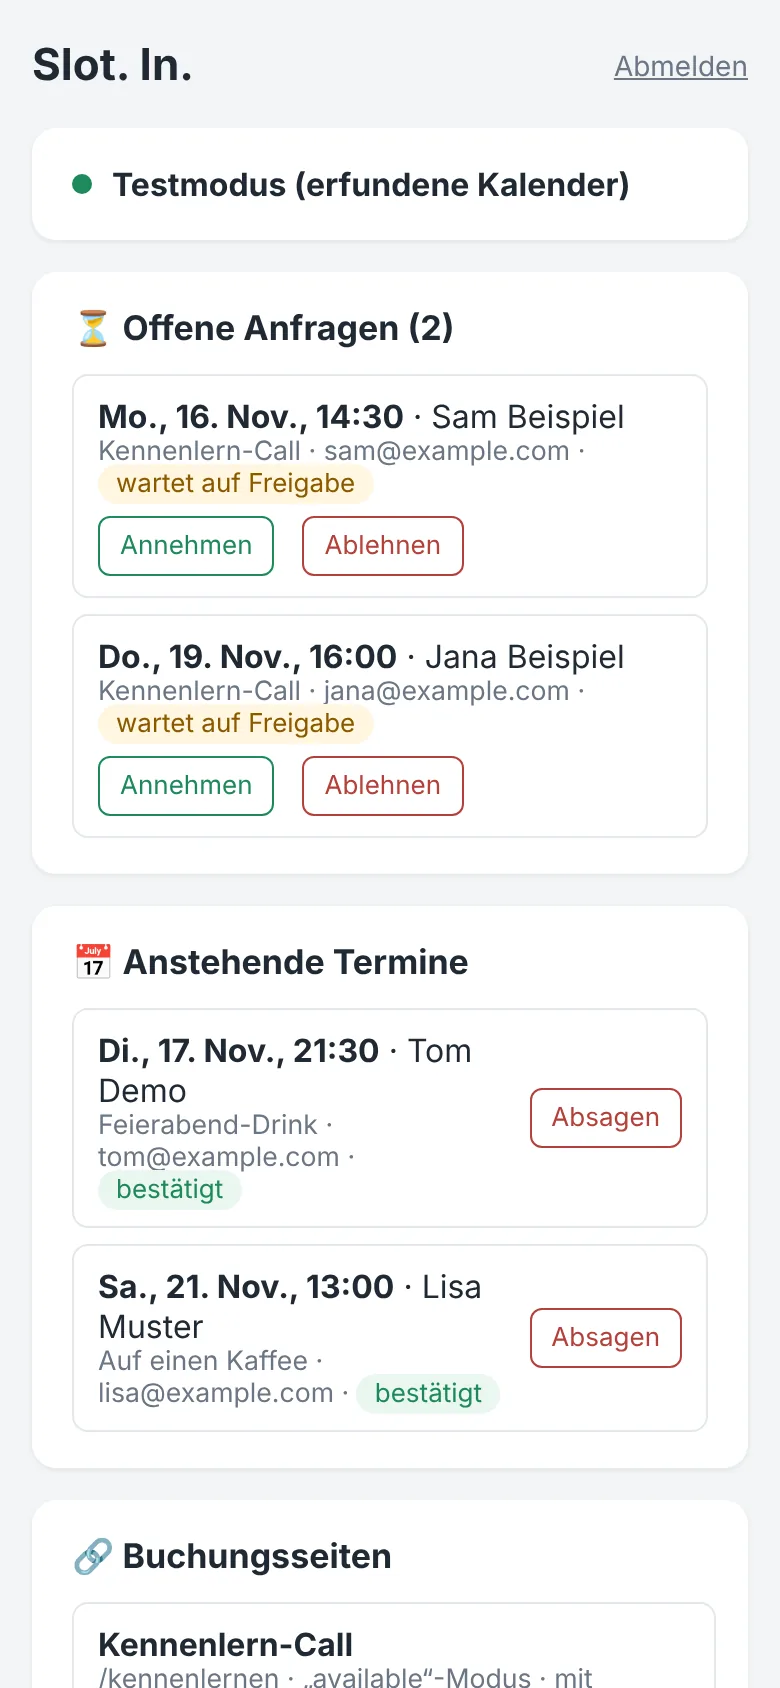 Slot. In.
Abmelden
Testmodus (erfundene Kalender)
⏳ Offene Anfragen (2)
Mo., 16. Nov., 14:30 · Sam Beispiel
Kennenlern-Call · sam@example.com ·
wartet auf Freigabe
Annehmen
Ablehnen
Do., 19. Nov., 16:00 · Jana Beispiel
Kennenlern-Call · jana@example.com ·
wartet auf Freigabe
Annehmen
Ablehnen
📅 Anstehende Termine
Di., 17. Nov., 21:30 · Tom
Demo
Feierabend-Drink ·
tom@example.com ·
bestätigt
Absagen
Sa., 21. Nov., 13:00 · Lisa
Muster
Auf einen Kaffee ·
lisa@example.com · bestätigt
Absagen
🔗 Buchungsseiten
Kennenlern-Call
/kennenlernen · „available“-Modus · mit